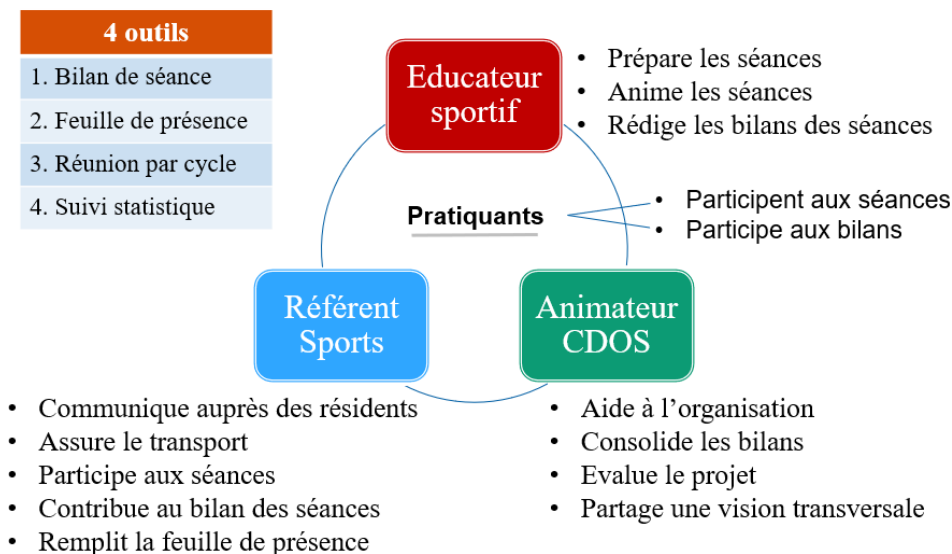 4 outils
1. Bilan de séance
2. Feuille de présence
3. Réunion par cycle
4. Suivi statistique
Educateur
sportif
• Prépare les séances
• Anime les séances
• Rédige les bilans des séances
Pratiquants
• Participent aux séances
• Participe aux bilans
Référent
Sports
Animateur
CDOS
• Communique auprès des résidents
• Assure le transport
• Participe aux séances
• Contribue au bilan des séances
• Remplit la feuille de présence
• Aide à l’organisation
• Consolide les bilans
• Evalue le projet
• Partage une vision transversale